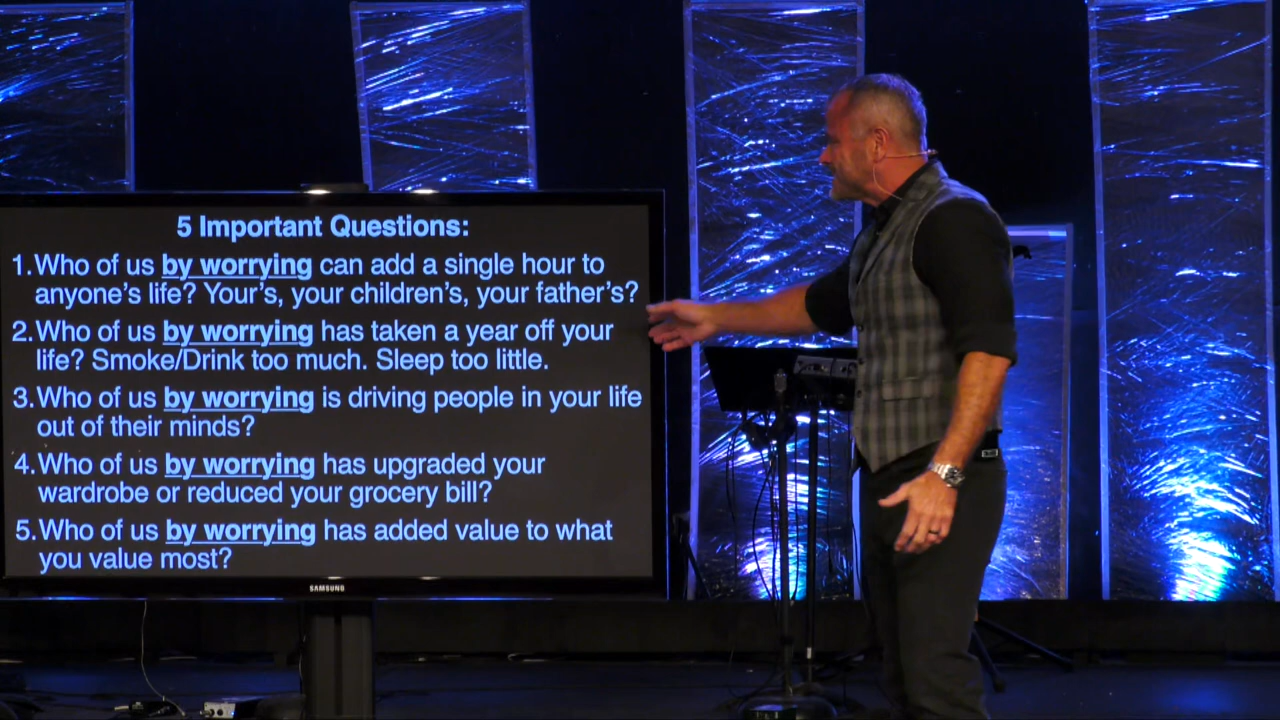 5 Important Questions:
1. Who of us by worrying can add a single hour to
anyone's life? Your's, your children's, your father's?
2. Who of us by worrying has taken a year off your
life? Smoke/Drink too much. Sleep too little.
3. Who of us by worrying is driving people in your life
out of their minds?
4. Who of us by worrying has upgraded your
wardrobe or reduced your grocery bill?
5. Who of us by worrying has added value to what
you value most?
SAMSUNG